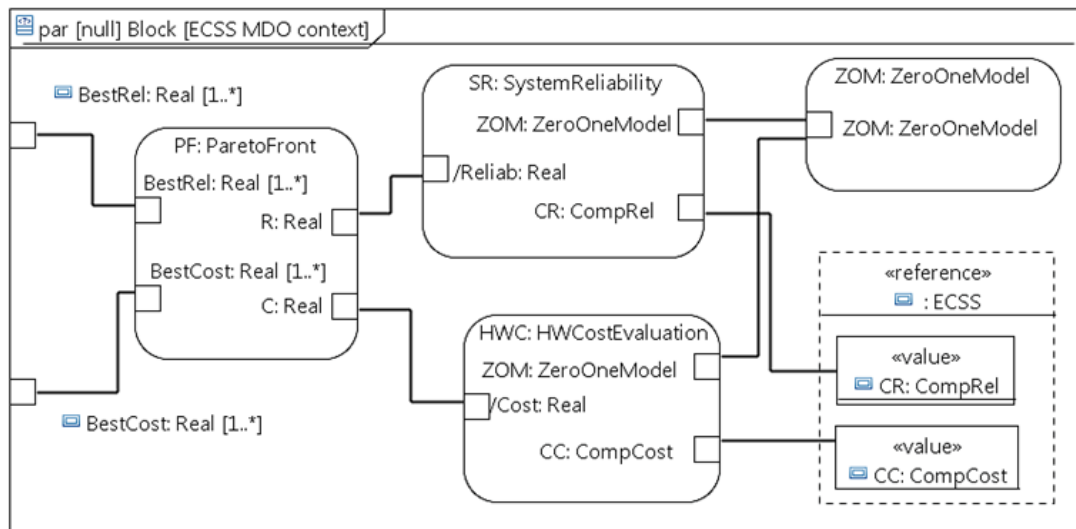 par [null] Block [ECSS MDO context]
BestRel: Real [1..*]
PF: ParetoFront
BestRel: Real [1..*]
R: Real
BestCost: Real [1..*]
C: Real
BestCost: Real [1..*]
SR: SystemReliability
ZOM: ZeroOneModel
/Reliab: Real
CR: CompRel
HWC: HWCostEvaluation
ZOM: ZeroOneModel
/Cost: Real
CC: CompCost
ZOM: ZeroOneModel
ZOM: ZeroOneModel
«reference»
: ECSS
«value»
CR: CompRel
«value»
CC: CompCost